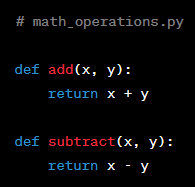 # math_operations.py
def add(x, y):
    return x + y
def subtract(x, y):
    return x - y